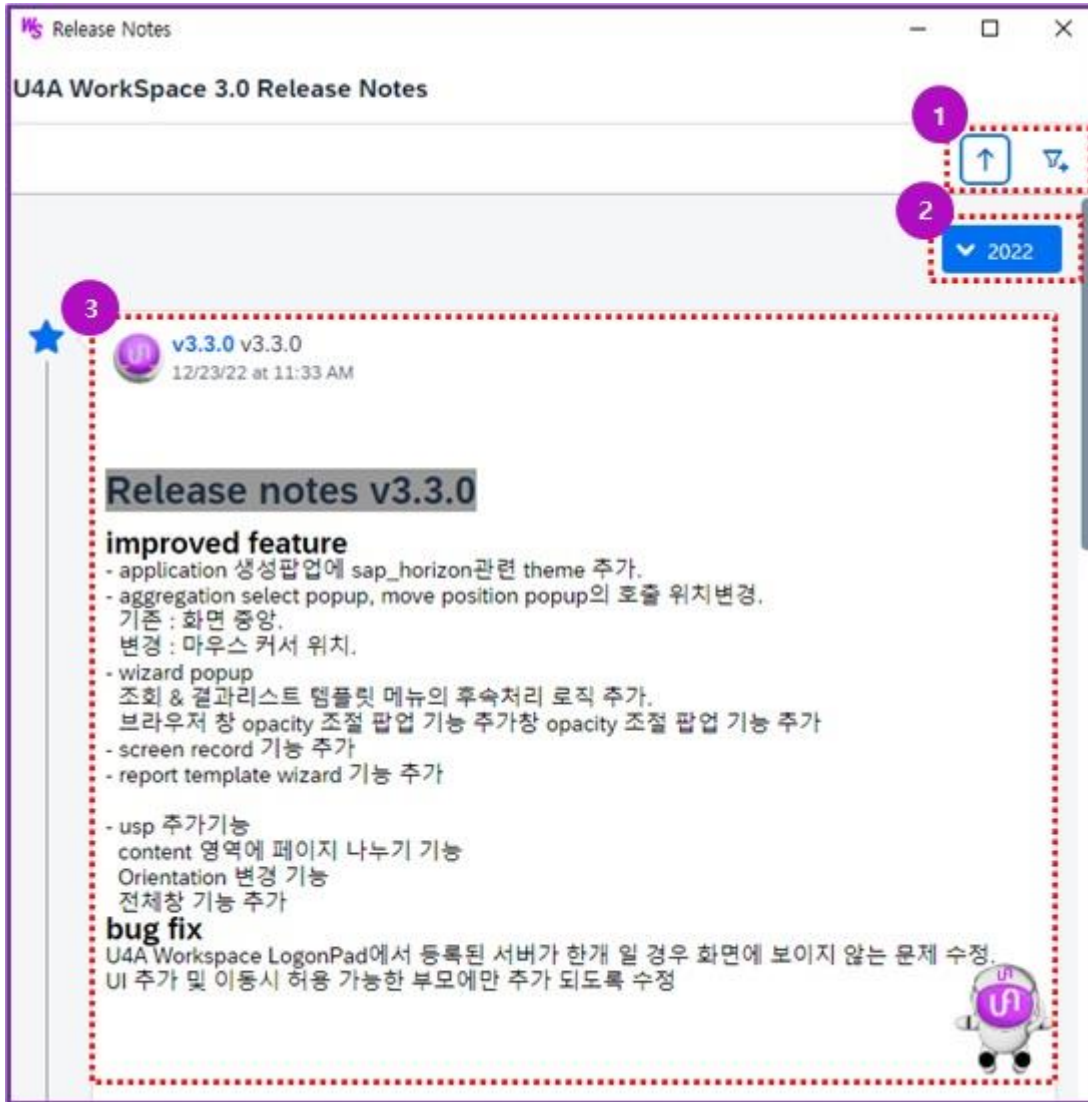 WS Release Notes
U4A WorkSpace 3.0 Release Notes
1
2
2022
3
v3.3.0 v3.3.0
12/23/22 at 11:33 AM
Release notes v3.3.0
improved feature
- application 생성팝업에 sap_horizon관련 theme 추가.
- aggregation select popup, move position popup의 호출 위치변경.
기존 : 화면 중앙.
변경 : 마우스 커서 위치.
- wizard popup
조회 & 결과리스트 템플릿 메뉴의 후속처리 로직 추가.
브라우저 창 opacity 조절 팝업 기능 추가창 opacity 조절 팝업 기능 추가
- screen record 기능 추가
- report template wizard 기능 추가
- usp 추가기능
content 영역에 페이지 나누기 기능
Orientation 변경 기능
전체창 기능 추가
bug fix
U4A Workspace LogonPad에서 등록된 서버가 한개 일 경우 화면에 보이지 않는 문제 수정.
UI 추가 및 이동시 허용 가능한 부모에만 추가 되도록 수정